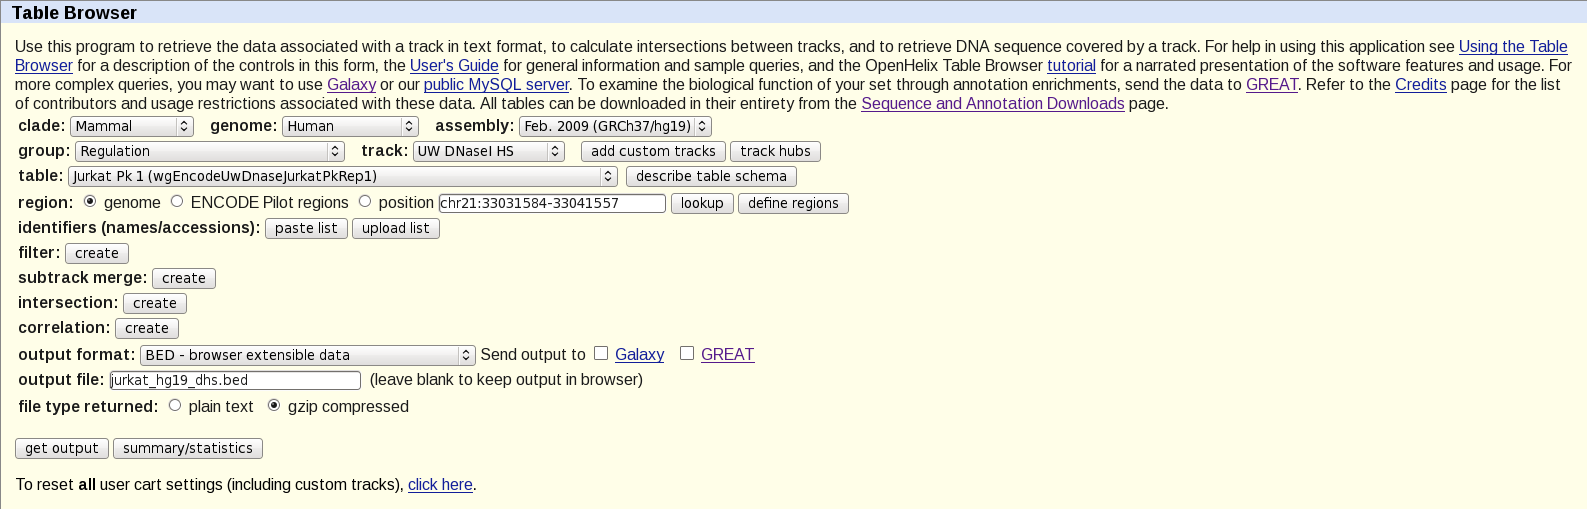 Table Browser
Use this program to retrieve the data associated with a track in text format, to calculate intersections between tracks, and to retrieve DNA sequence covered by a track. For help in using this application see Using the Table
Browser for a description of the controls in this form, the User's Guide for general information and sample queries, and the OpenHelix Table Browser tutorial for a narrated presentation of the software features and usage. For
more complex queries, you may want to use Galaxy or our public MySQL server. To examine the biological function of your set through annotation enrichments, send the data to GREAT. Refer to the Credits page for the list
of contributors and usage restrictions associated with these data. All tables can be downloaded in their entirety from the Sequence and Annotation Downloads page.
clade: Mammal genome: Human assembly: Feb. 2009 (GRCh37/hg19)
group: Regulation track: UW DNaseI HS add custom tracks track hubs
table: Jurkat Pk 1 (wgEncodeUwDnaseJurkatPkRep1) describe table schema
region: genome ENCODE Pilot regions position chr21:33031584-33041557 lookup define regions
identifiers (names/accessions): paste list upload list
filter: create
subtrack merge: create
intersection: create
correlation: create
output format: BED - browser extensible data Send output to Galaxy GREAT
output file: jurkat_hg19_dhs.bed (leave blank to keep output in browser)
file type returned: plain text gzip compressed
get output summary/statistics
To reset all user cart settings (including custom tracks), click here.